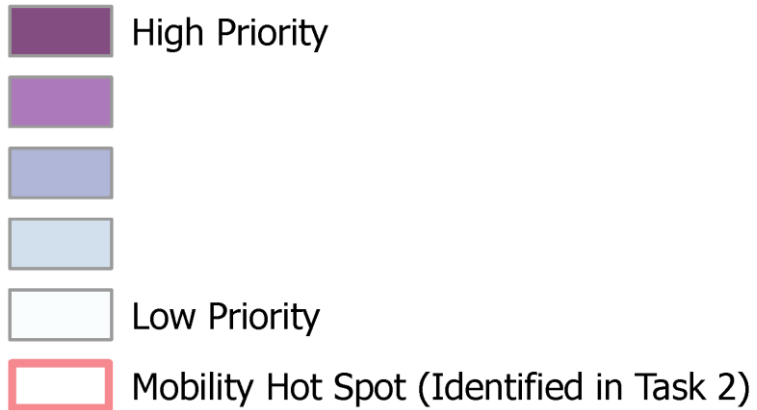 High Priority
Low Priority
Mobility Hot Spot (Identified in Task 2)